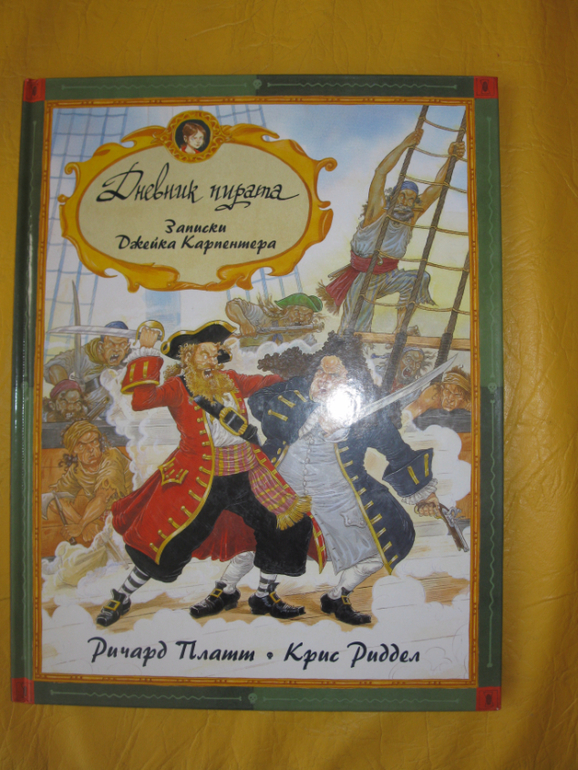 Дневник пирата
Записки
Джейка Карпентера
Ричард Платт • Крис Риддел